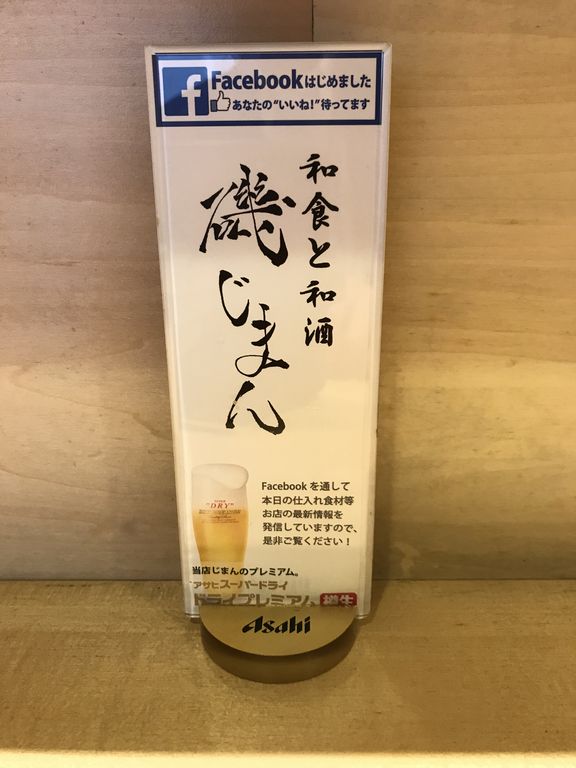 Facebookはじめました
あなたの"いいね!"待ってます
和食と和酒
磯じまん
SUPER
"DRY"
Facebookを通して
本日の仕入れ食材等
お店の最新情報を
発信していますので、
是非ご覧ください！
当店じまんのプレミアム。
アサヒスーパードライ
ドライプレミアム 樽生
Asahi